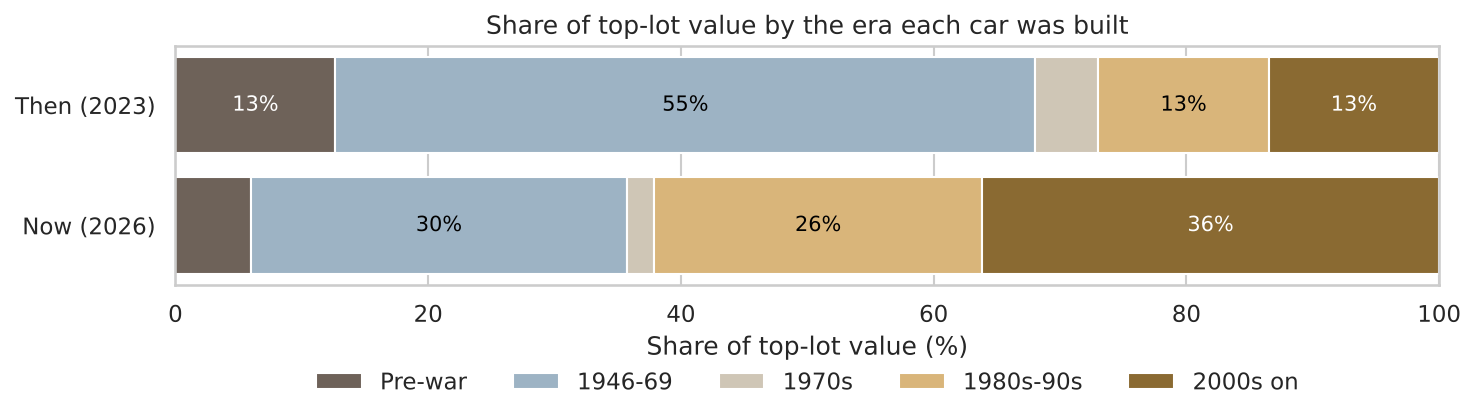 Share of top-lot value by the era each car was built
Then (2023)
13%
55%
13%
13%
Now (2026)
30%
26%
36%
0 20 40 60 80 100
Share of top-lot value (%)
Pre-war 1946-69 1970s 1980s-90s 2000s on